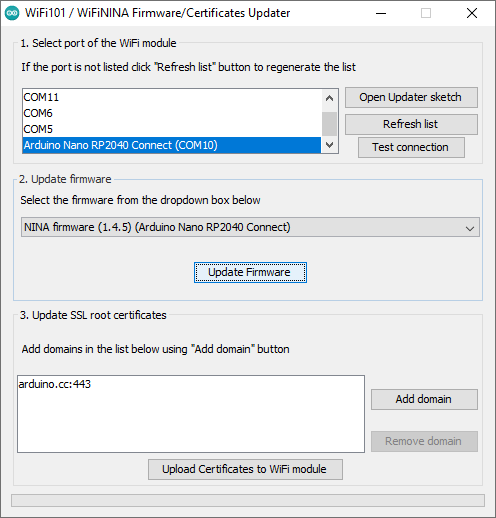 WiFi101 / WiFiNINA Firmware/Certificates Updater
1. Select port of the WiFi module
If the port is not listed click "Refresh list" button to regenerate the list
COM11
COM6
COM5
Arduino Nano RP2040 Connect (COM10)
Open Updater sketch
Refresh list
Test connection
2. Update firmware
Select the firmware from the dropdown box below
NINA firmware (1.4.5) (Arduino Nano RP2040 Connect)
Update Firmware
3. Update SSL root certificates
Add domains in the list below using "Add domain" button
arduino.cc:443
Add domain
Remove domain
Upload Certificates to WiFi module